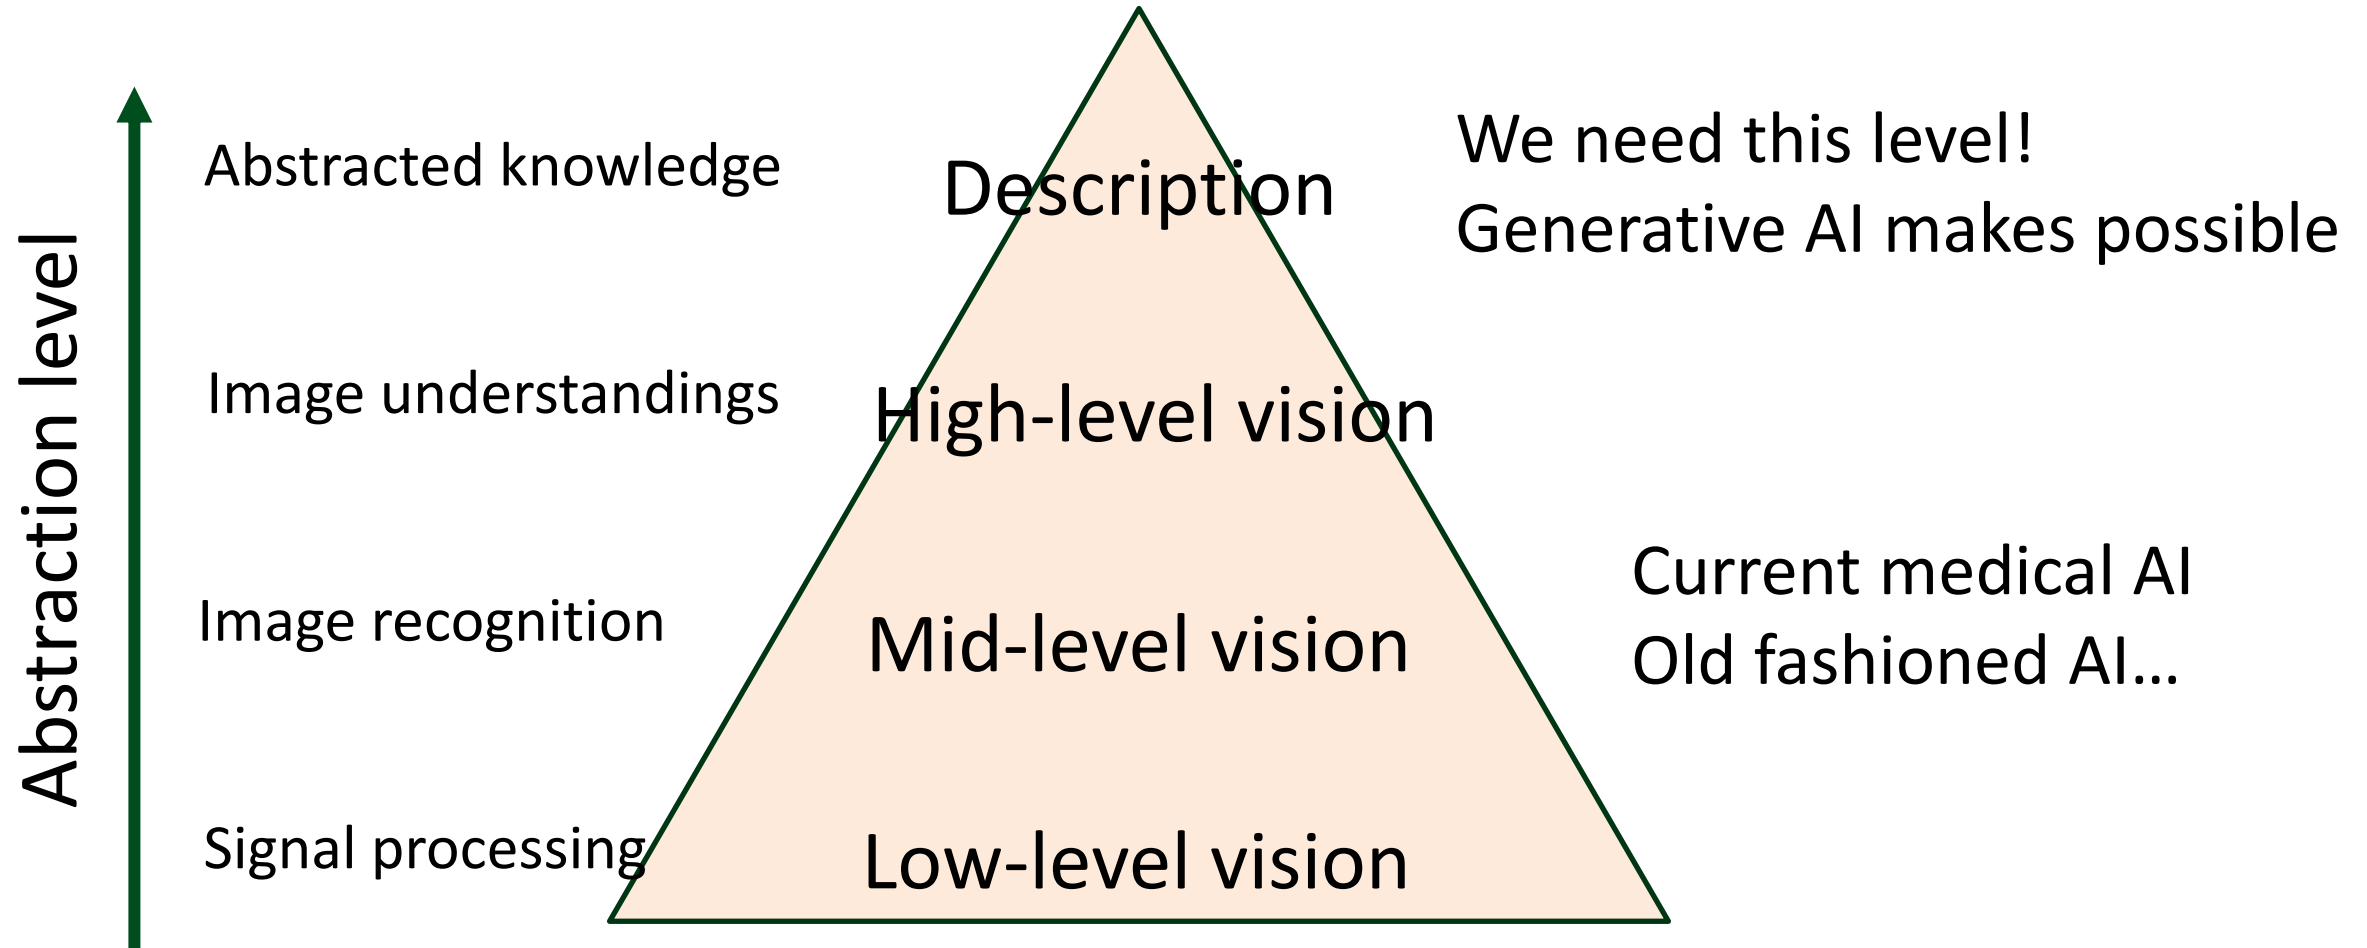 Abstraction level
Abstracted knowledge
Description
We need this level!
Generative AI makes possible
Image understandings
High-level vision
Image recognition
Mid-level vision
Current medical AI
Old fashioned AI...
Signal processing
Low-level vision